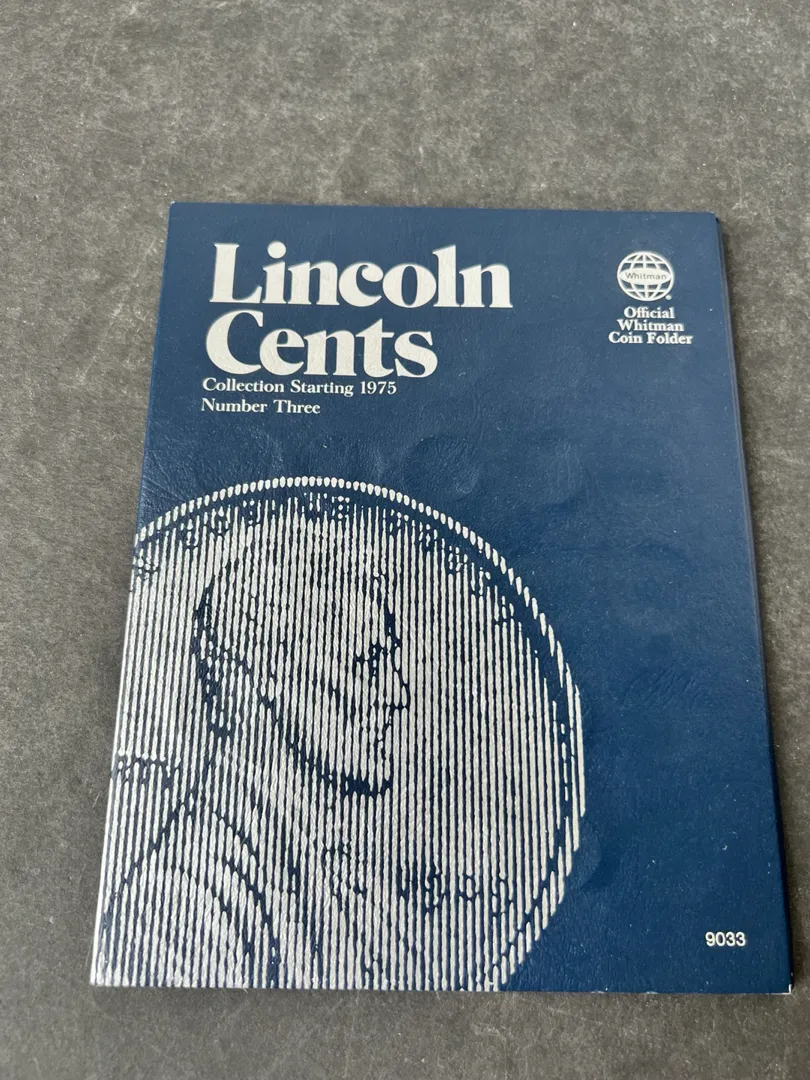 Lincoln
Cents
Collection Starting 1975
Number Three
Whitman
®
Official
Whitman
Coin Folder
9033